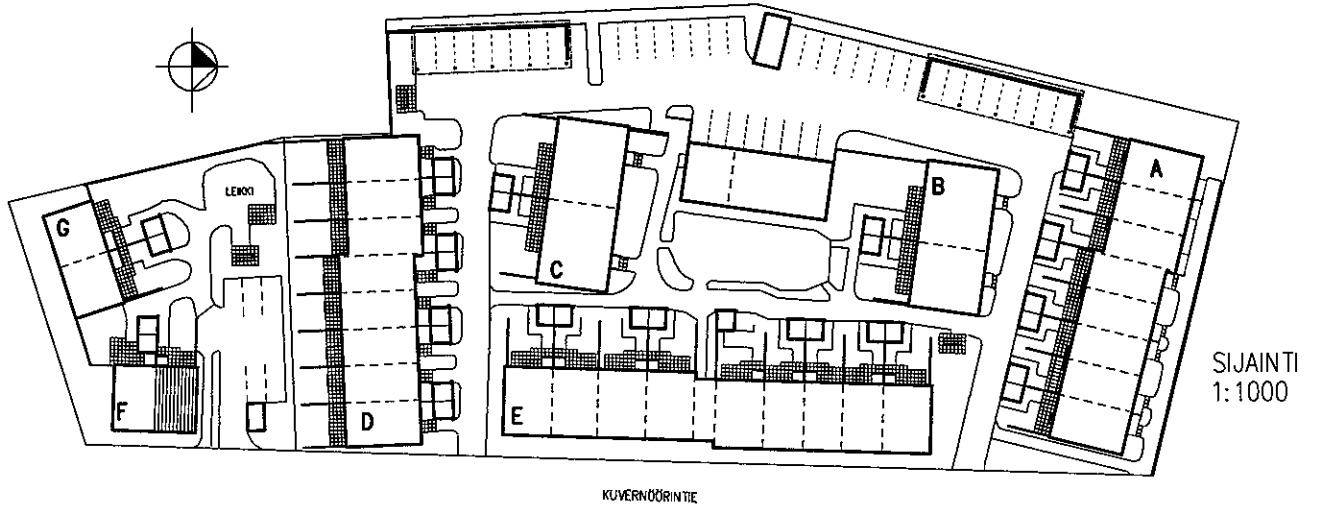 A
B
LEIKKI
G
C
SIJAINTI
1:1000
F
D
E
KUVERNÖÖRINTIE